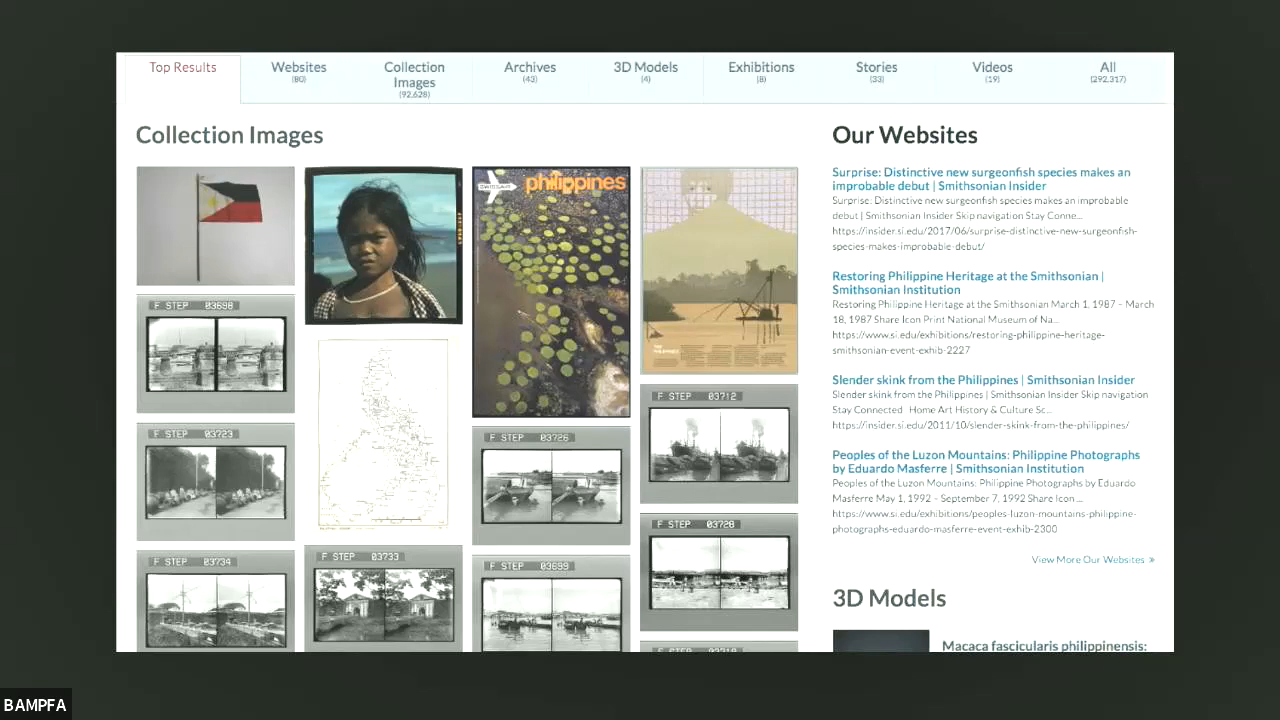 Top Results
Websites
(80)
Collection
Images
(92,628)
Archives
(43)
3D Models
(4)
Exhibitions
(8)
Stories
(33)
Videos
(19)
All
(292,317)
Collection Images
SWISSAIR
philippines
F STEP 03698
F STEP 03723
F STEP 03734
F STEP 03733
F STEP 03726
F STEP 03699
F STEP 03712
F STEP 03728
Our Websites
Surprise: Distinctive new surgeonfish species makes an
improbable debut | Smithsonian Insider
Surprise: Distinctive new surgeonfish species makes an improbable
debut | Smithsonian Insider Skip navigation Stay Conne...
https://insider.si.edu/2017/06/surprise-distinctive-new-surgeonfish-
species-makes-improbable-debut/
Restoring Philippine Heritage at the Smithsonian |
Smithsonian Institution
Restoring Philippine Heritage at the Smithsonian March 1, 1987 – March
18, 1987 Share Icon Print National Museum of Na...
https://www.si.edu/exhibitions/restoring-philippine-heritage-
smithsonian-event-exhib-2227
Slender skink from the Philippines | Smithsonian Insider
Slender skink from the Philippines | Smithsonian Insider Skip navigation
Stay Connected Home Art History & Culture Sc...
https://insider.si.edu/2011/10/slender-skink-from-the-philippines/
Peoples of the Luzon Mountains: Philippine Photographs
by Eduardo Masferre | Smithsonian Institution
Peoples of the Luzon Mountains: Philippine Photographs by Eduardo
Masferre May 1, 1992 – September 7, 1992 Share Icon ...
https://www.si.edu/exhibitions/peoples-luzon-mountains-philippine-
photographs-eduardo-masferre-event-exhib-2300
View More Our Websites »
3D Models
Macaca fascicularis philippinensis:
BAMPFA